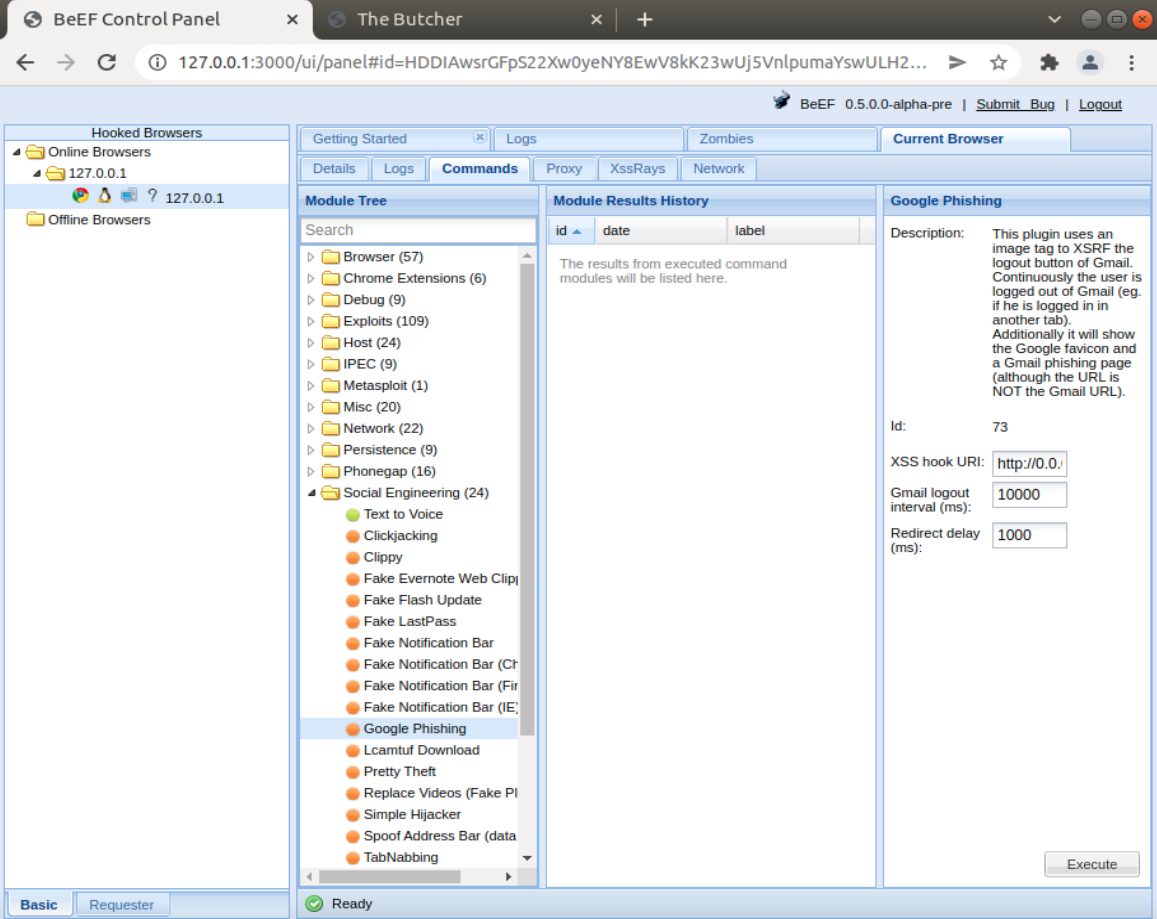 BeEF Control Panel
The Butcher
127.0.0.1:3000/ui/panel#id=HDDIAwsrGFpS22Xw0yeNY8EwV8kK23wUj5VnlpumaYswULH2...
BeEF 0.5.0.0-alpha-pre | Submit Bug | Logout
Hooked Browsers
Online Browsers
127.0.0.1
? 127.0.0.1
Offline Browsers
Basic
Requester
Getting Started
Logs
Zombies
Current Browser
Details
Logs
Commands
Proxy
XssRays
Network
Module Tree
Search
Browser (57)
Chrome Extensions (6)
Debug (9)
Exploits (109)
Host (24)
IPEC (9)
Metasploit (1)
Misc (20)
Network (22)
Persistence (9)
Phonegap (16)
Social Engineering (24)
Text to Voice
Clickjacking
Clippy
Fake Evernote Web Clipp
Fake Flash Update
Fake LastPass
Fake Notification Bar
Fake Notification Bar (Ch
Fake Notification Bar (Fir
Fake Notification Bar (IE)
Google Phishing
Lcamtuf Download
Pretty Theft
Replace Videos (Fake Pl
Simple Hijacker
Spoof Address Bar (data
TabNabbing
Module Results History
id
date
label
The results from executed command
modules will be listed here.
Google Phishing
Description:
This plugin uses an
image tag to XSRF the
logout button of Gmail.
Continuously the user is
logged out of Gmail (eg.
if he is logged in in
another tab).
Additionally it will show
the Google favicon and
a Gmail phishing page
(although the URL is
NOT the Gmail URL).
Id:
73
XSS hook URI:
http://0.0.
Gmail logout
interval (ms):
10000
Redirect delay
(ms):
1000
Execute
Ready